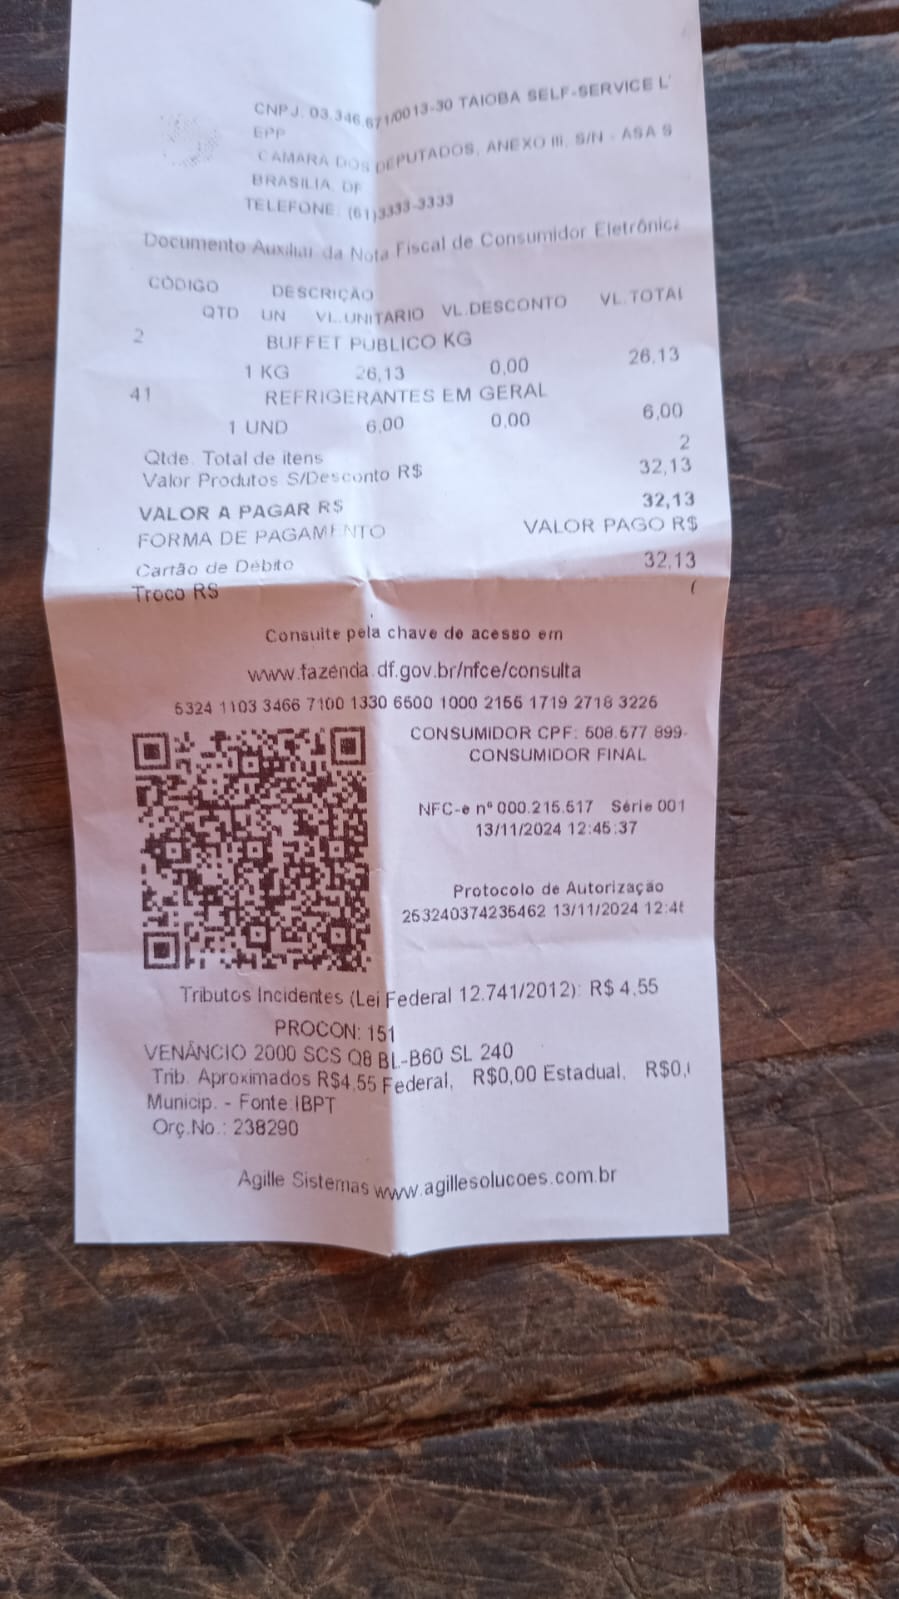 CNPJ: 03.346.671/0013-30 TAIOBA SELF-SERVICE L
EPP
CAMARA DOS DEPUTADOS, ANEXO III, S/N - ASA S
BRASILIA, DF
TELEFONE: (61)3333-3333
Documento Auxiliar da Nota Fiscal de Consumidor Eletrônica
CÓDIGO DESCRIÇÃO
QTD UN VL.UNITARIO VL.DESCONTO VL.TOTAL
2 BUFFET PUBLICO KG
1 KG 26,13 0,00 26,13
41 REFRIGERANTES EM GERAL
1 UND 6,00 0,00 6,00
Qtde. Total de itens 2
Valor Produtos S/Desconto R$ 32,13
VALOR A PAGAR R$ 32,13
FORMA DE PAGAMENTO VALOR PAGO R$
Cartão de Débito 32,13
Troco R$
Consulte pela chave de acesso em
www.fazenda.df.gov.br/nfce/consulta
5324 1103 3466 7100 1330 6500 1000 2155 1719 2718 3225
CONSUMIDOR CPF: 508.577.899-
CONSUMIDOR FINAL
NFC-e nº 000.215.517 Série 001
13/11/2024 12:45:37
Protocolo de Autorização
253240374235462 13/11/2024 12:4
Tributos Incidentes (Lei Federal 12.741/2012): R$ 4,55
PROCON: 151
VENÂNCIO 2000 SCS Q8 BL-B60 SL 240
Trib. Aproximados R$4,55 Federal, R$0,00 Estadual, R$0,
Municip. - Fonte:IBPT
Orç.No.: 238290
Agille Sistemas www.agillesolucoes.com.br